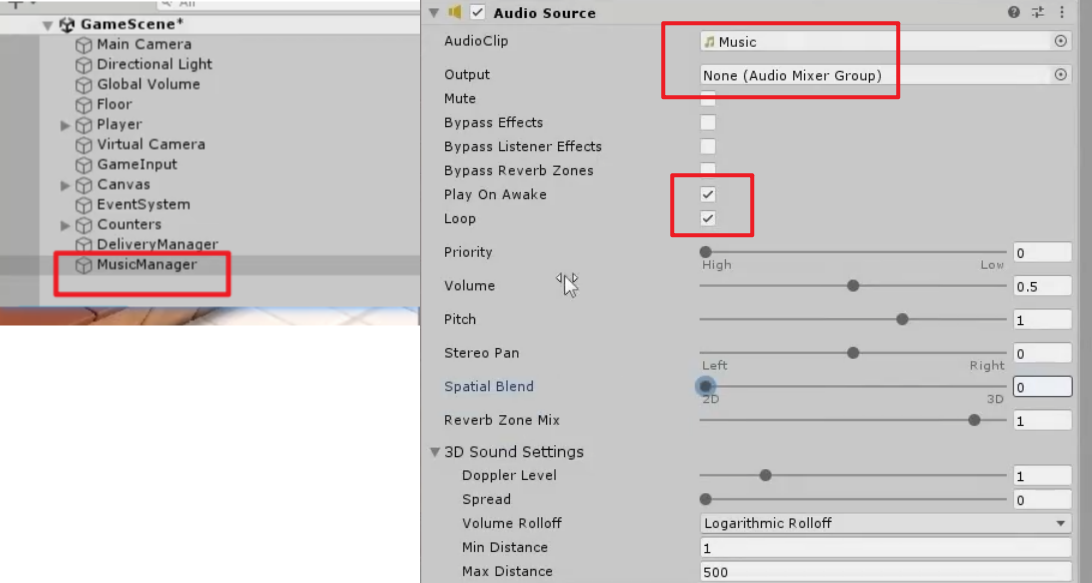 All
GameScene*
Main Camera
Directional Light
Global Volume
Floor
Player
Virtual Camera
GameInput
Canvas
EventSystem
Counters
DeliveryManager
MusicManager
Audio Source
AudioClip
Music
Output
None (Audio Mixer Group)
Mute
Bypass Effects
Bypass Listener Effects
Bypass Reverb Zones
Play On Awake
Loop
Priority
0
High
Low
Volume
0.5
Pitch
1
Stereo Pan
0
Left
Right
Spatial Blend
0
2D
3D
Reverb Zone Mix
1
3D Sound Settings
Doppler Level
1
Spread
0
Volume Rolloff
Logarithmic Rolloff
Min Distance
1
Max Distance
500